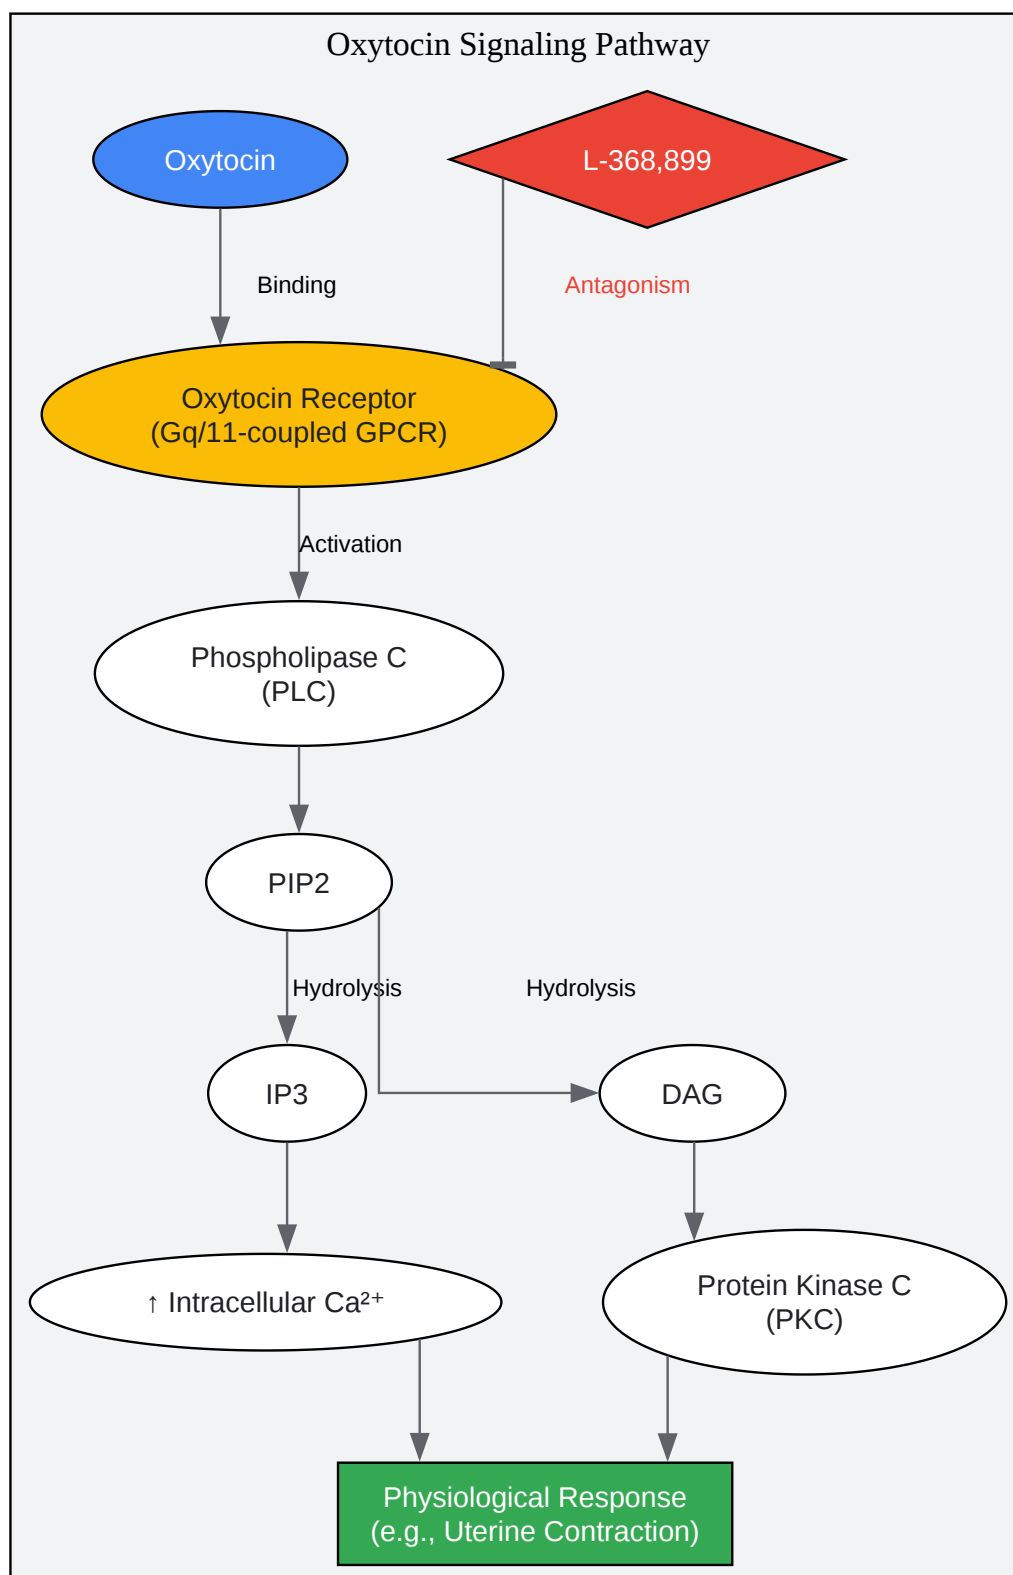 Oxytocin Signaling Pathway
Oxytocin
L-368,899
Binding
Antagonism
Oxytocin Receptor
(Gq/11-coupled GPCR)
Activation
Phospholipase C
(PLC)
PIP2
Hydrolysis
Hydrolysis
IP3
DAG
↑ Intracellular Ca²⁺
Protein Kinase C
(PKC)
Physiological Response
(e.g., Uterine Contraction)